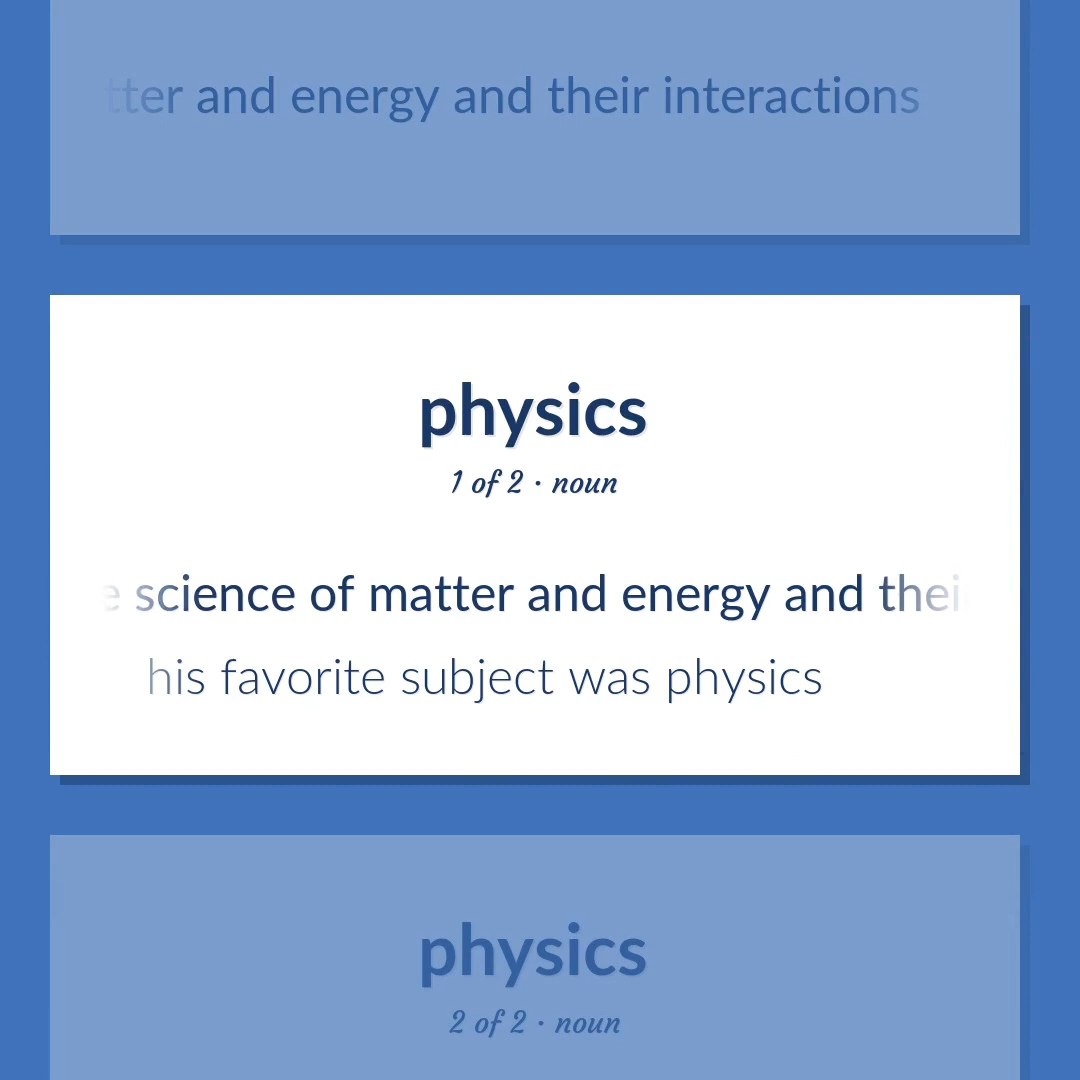 tter and energy and their interactions
physics
1 of 2 · noun
e science of matter and energy and thei
his favorite subject was physics
physics
2 of 2 · noun